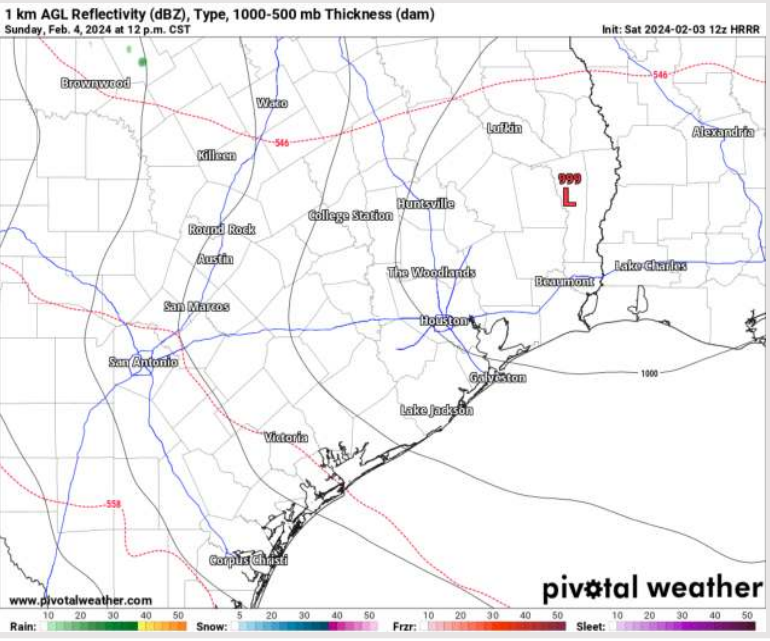 1 km AGL Reflectivity (dBZ), Type, 1000-500 mb Thickness (dam)
Sunday, Feb. 4, 2024 at 12 p.m. CST
Init: Sat 2024-02-03 12z HRRR
546
Brownwood
Waco
Lufkin
Alexandria
546
Killeen
999
L
Huntsville
College Station
Round Rock
Austin
The Woodlands
Lake Charles
Beaumont
San Marcos
Houston
San Antonio
1000
Galveston
Lake Jackson
Victoria
558
Corpus Christi
www.pivotalweather.com
pivotal weather
Rain: 10 20 30 40 50 Snow: 5 10 20 30 40 50 Frzr: 10 20 30 40 50 Sleet: 10 20 30 40 50